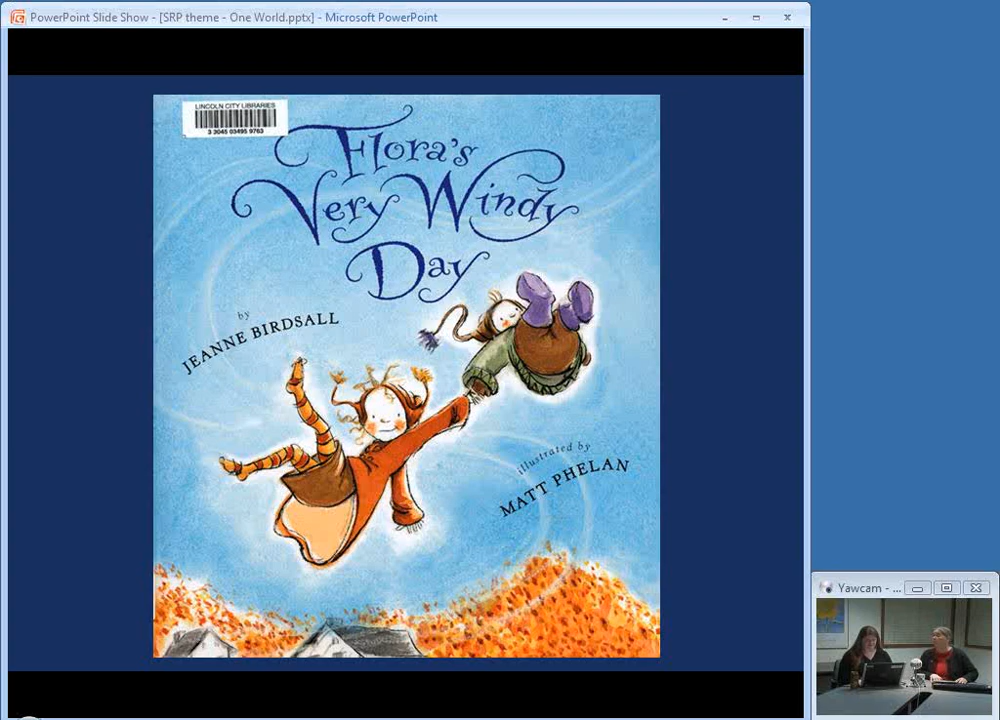 PowerPoint Slide Show - [SRP theme - One World.pptx] - Microsoft PowerPoint
LINCOLN CITY LIBRARIES
3 3045 03495 9763
Flora's
Very Windy
Day
by
JEANNE BIRDSALL
illustrated by
MATT PHELAN
Yawcam - ...